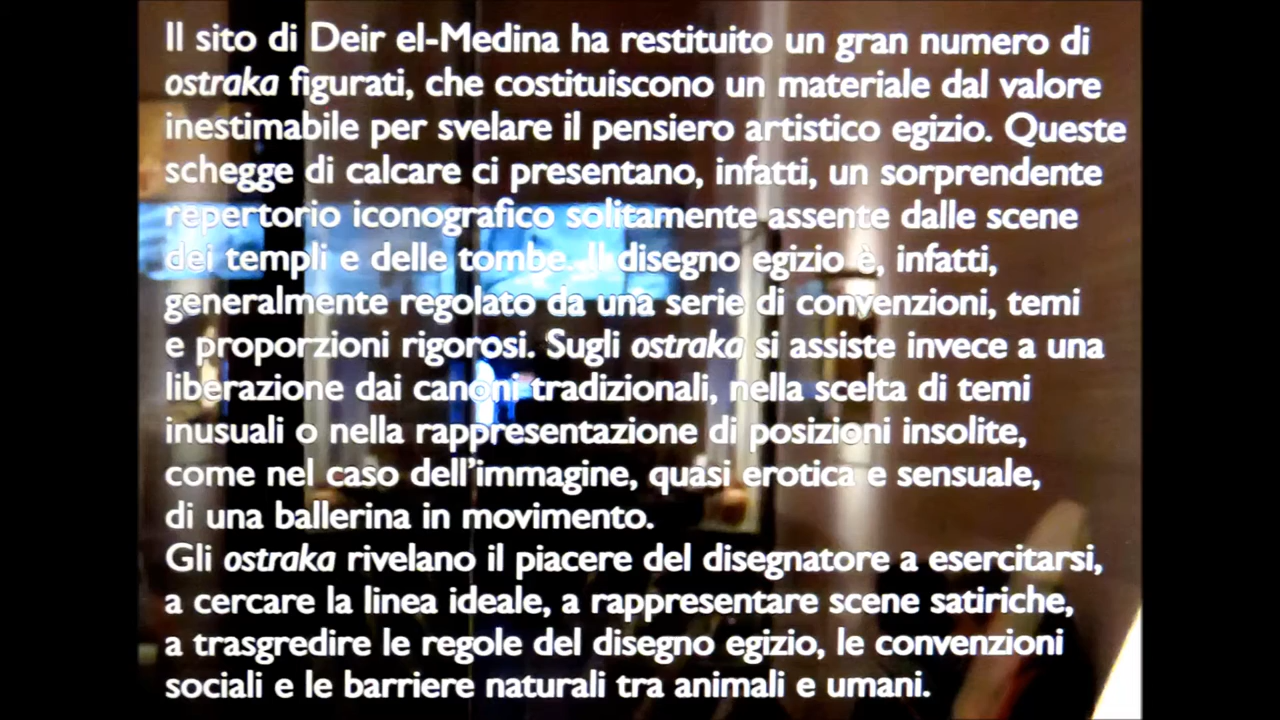 Il sito di Deir el-Medina ha restituito un gran numero di
ostraka figurati, che costituiscono un materiale dal valore
inestimabile per svelare il pensiero artistico egizio. Queste
schegge di calcare ci presentano, infatti, un sorprendente
repertorio iconografico solitamente assente dalle scene
dei templi e delle tombe. Il disegno egizio è, infatti,
generalmente regolato da una serie di convenzioni, temi
e proporzioni rigorosi. Sugli ostraka si assiste invece a una
liberazione dai canoni tradizionali, nella scelta di temi
inusuali o nella rappresentazione di posizioni insolite,
come nel caso dell’immagine, quasi erotica e sensuale,
di una ballerina in movimento.
Gli ostraka rivelano il piacere del disegnatore a esercitarsi,
a cercare la linea ideale, a rappresentare scene satiriche,
a trasgredire le regole del disegno egizio, le convenzioni
sociali e le barriere naturali tra animali e umani.